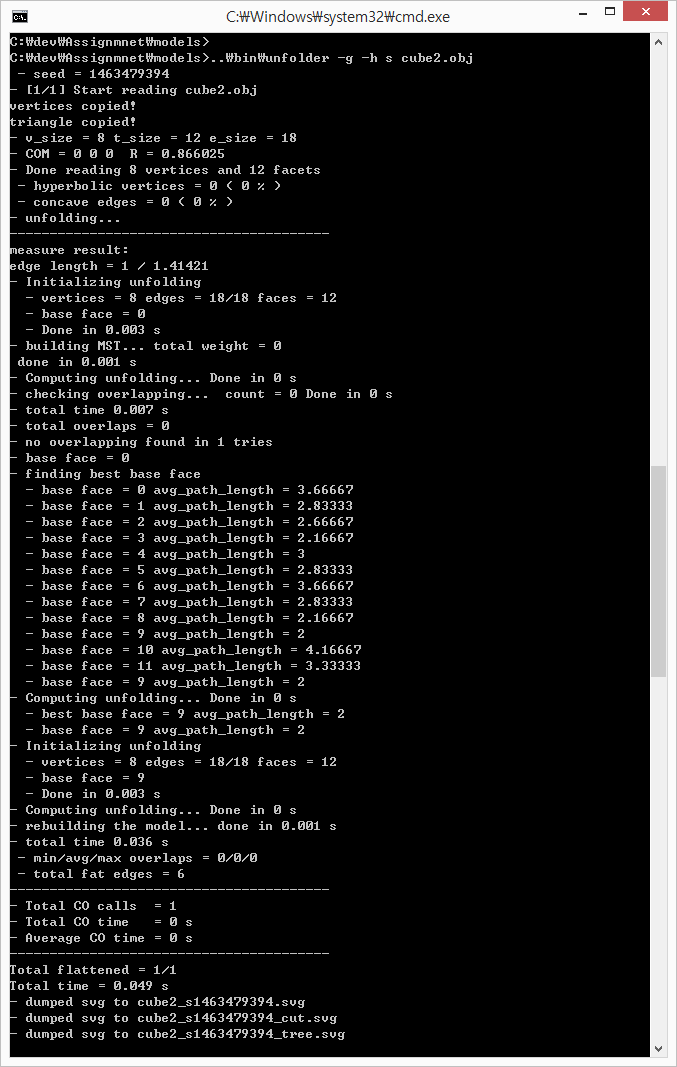 C:\Windows\system32\cmd.exe
C:₩dev₩Assignmnet₩models>
C:₩dev₩Assignmnet₩models>..₩bin₩unfolder -g -h s cube2.obj
 - seed = 1463479394
- [1/1] Start reading cube2.obj
vertices copied!
triangle copied!
- v_size = 8 t_size = 12 e_size = 18
- COM = 0 0 0  R = 0.866025
- Done reading 8 vertices and 12 facets
 - hyperbolic vertices = 0 ( 0 % )
 - concave edges = 0 ( 0 % )
- unfolding...
----------------------------------------
measure result:
edge length = 1 / 1.41421
- Initializing unfolding
  - vertices = 8 edges = 18/18 faces = 12
  - base face = 0
  - Done in 0.003 s
- building MST... total weight = 0
 done in 0.001 s
- Computing unfolding... Done in 0 s
- checking overlapping...  count = 0 Done in 0 s
- total time 0.007 s
- total overlaps = 0
- no overlapping found in 1 tries
- base face = 0
- finding best base face
  - base face = 0 avg_path_length = 3.66667
  - base face = 1 avg_path_length = 2.83333
  - base face = 2 avg_path_length = 2.66667
  - base face = 3 avg_path_length = 2.16667
  - base face = 4 avg_path_length = 3
  - base face = 5 avg_path_length = 2.83333
  - base face = 6 avg_path_length = 3.66667
  - base face = 7 avg_path_length = 2.83333
  - base face = 8 avg_path_length = 2.16667
  - base face = 9 avg_path_length = 2
  - base face = 10 avg_path_length = 4.16667
  - base face = 11 avg_path_length = 3.33333
  - base face = 9 avg_path_length = 2
- Computing unfolding... Done in 0 s
  - best base face = 9 avg_path_length = 2
  - base face = 9 avg_path_length = 2
- Initializing unfolding
  - vertices = 8 edges = 18/18 faces = 12
  - base face = 9
  - Done in 0.003 s
- Computing unfolding... Done in 0 s
- rebuilding the model... done in 0.001 s
- total time 0.036 s
 - min/avg/max overlaps = 0/0/0
 - total fat edges = 6
----------------------------------------
- Total CO calls  = 1
- Total CO time   = 0 s
- Average CO time = 0 s
----------------------------------------
Total flattened = 1/1
Total time = 0.049 s
- dumped svg to cube2_s1463479394.svg
- dumped svg to cube2_s1463479394_cut.svg
- dumped svg to cube2_s1463479394_tree.svg